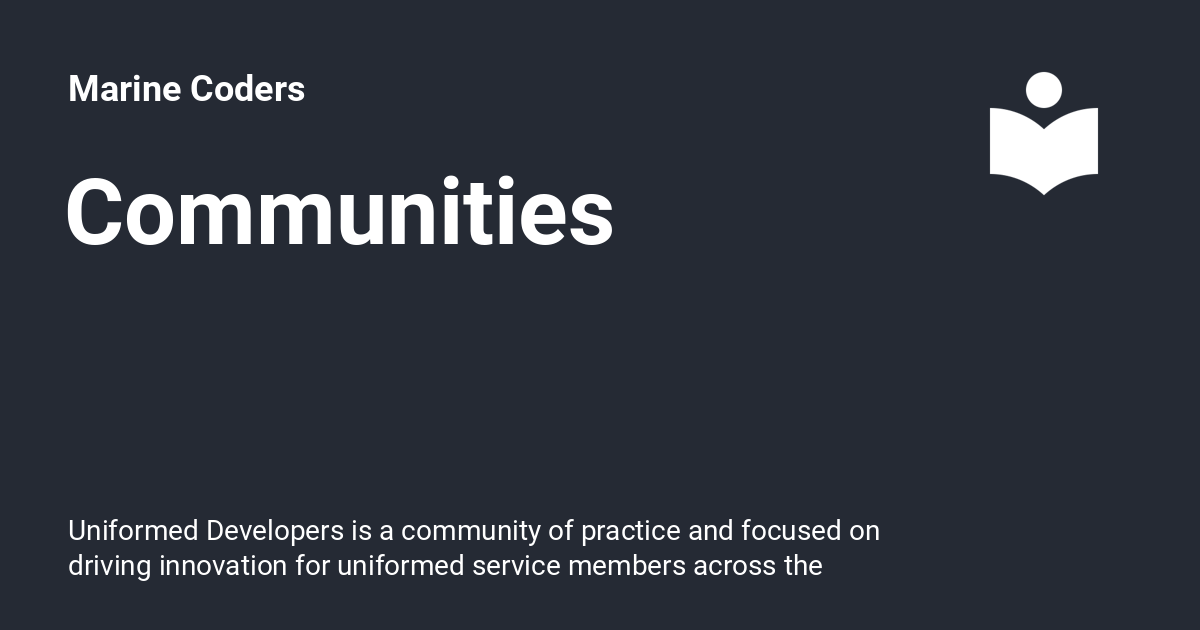 Marine Coders
Communities
Uniformed Developers is a community of practice and focused on
driving innovation for uniformed service members across the